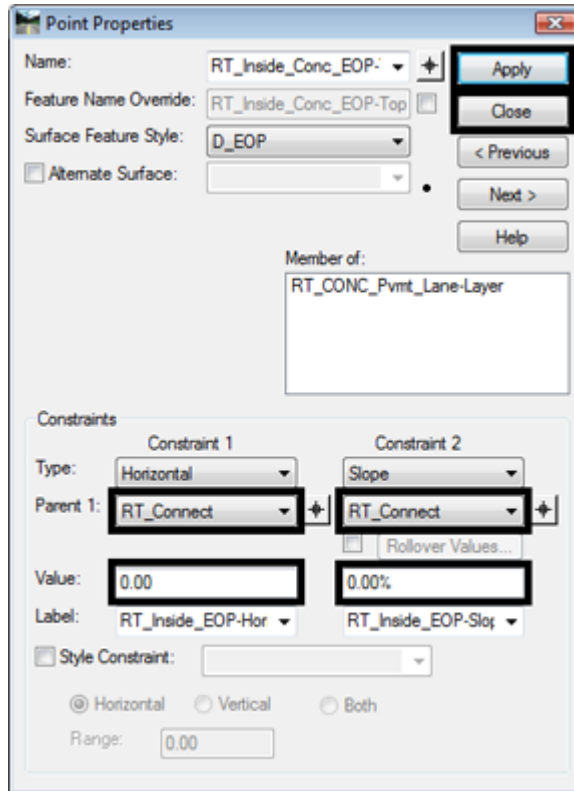 Point Properties
Name: RT_Inside_Conc_EOP- Apply
Feature Name Override: RT_Inside_Conc_EOP-Top Close
Surface Feature Style: D_EOP < Previous
Alternate Surface: Next >
Help
Member of:
RT_CONC_Pvmt_Lane-Layer
Constraints
Constraint 1 Constraint 2
Type: Horizontal Slope
Parent 1: RT_Connect RT_Connect
Rollover Values...
Value: 0.00 0.00%
Label: RT_Inside_EOP-Hor RT_Inside_EOP-Slop
Style Constraint:
Horizontal Vertical Both
Range: 0.00